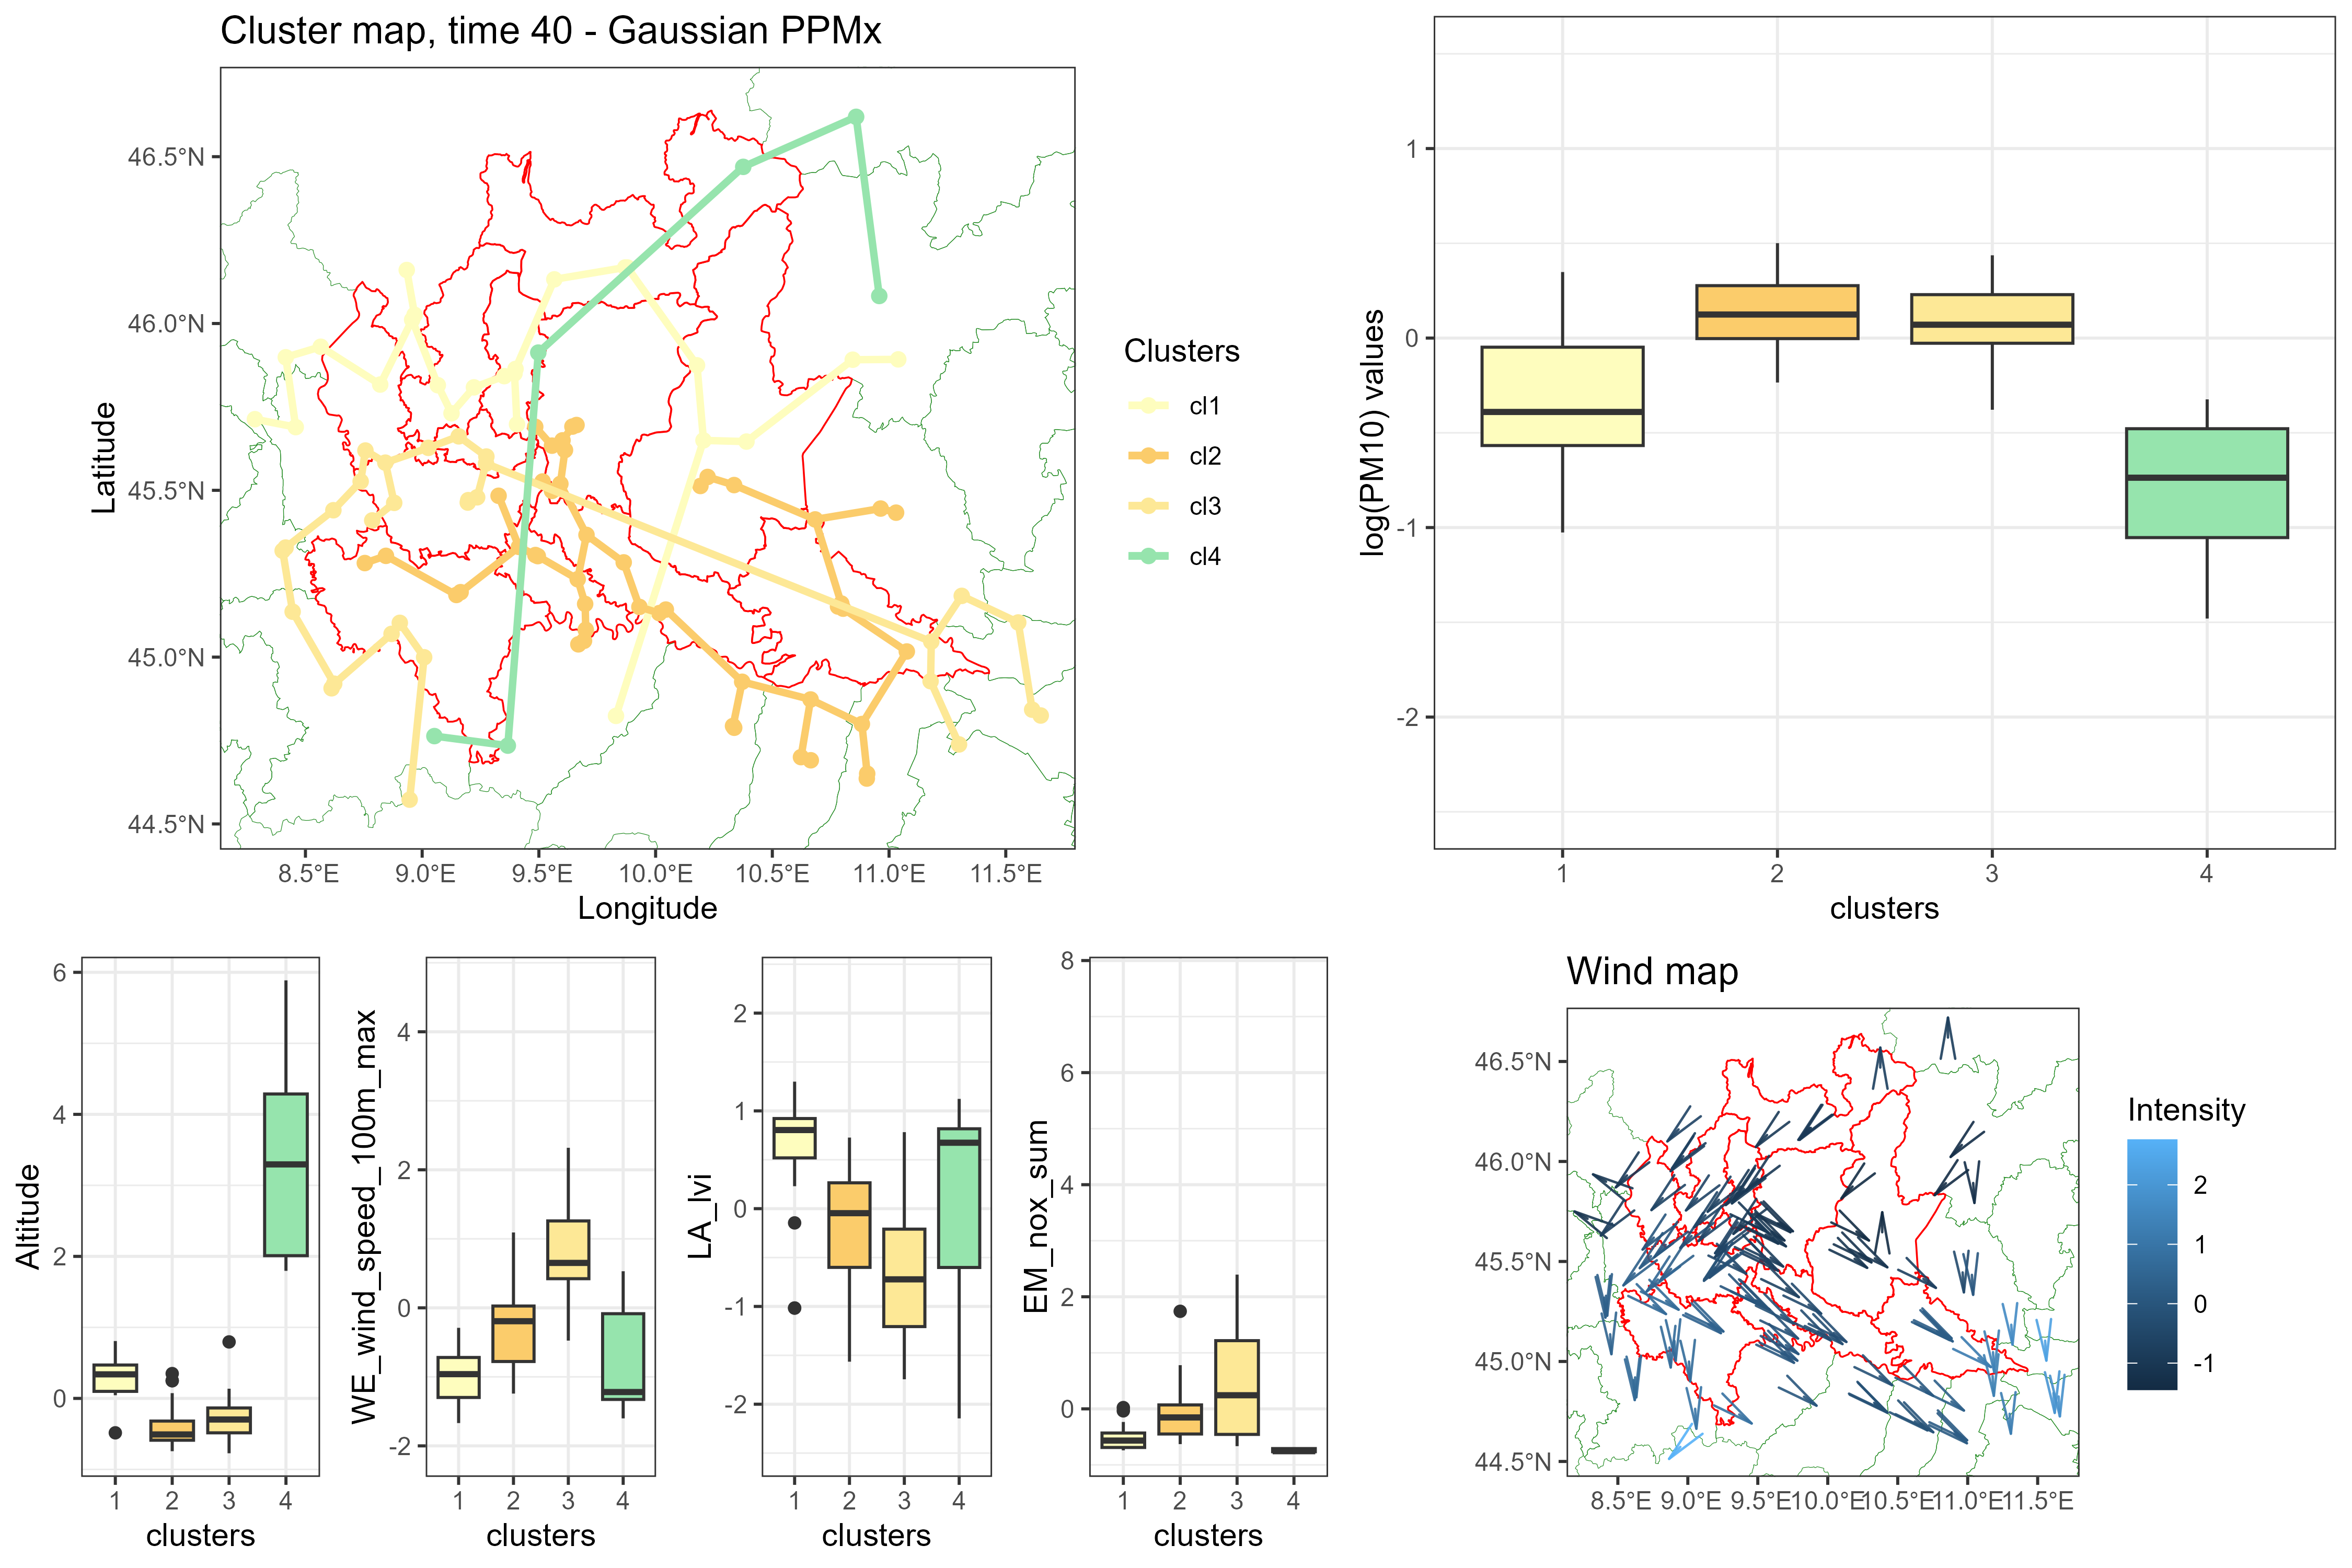 Cluster map, time 40 - Gaussian PPMx
Latitude
46.5°N
46.0°N
45.5°N
45.0°N
44.5°N
8.5°E 9.0°E 9.5°E 10.0°E 10.5°E 11.0°E 11.5°E
Longitude
Clusters
cl1
cl2
cl3
cl4
log(PM10) values
1
0
-1
-2
1 2 3 4
clusters
Altitude
6
4
2
0
1 2 3 4
clusters
WE_wind_speed_100m_max
4
2
0
-2
1 2 3 4
clusters
LA_lvi
2
1
0
-1
-2
1 2 3 4
clusters
EM_nox_sum
8
6
4
2
0
1 2 3 4
clusters
Wind map
46.5°N
46.0°N
45.5°N
45.0°N
44.5°N
8.5°E 9.0°E 9.5°E 10.0°E 10.5°E 11.0°E 11.5°E
Intensity
2
1
0
-1